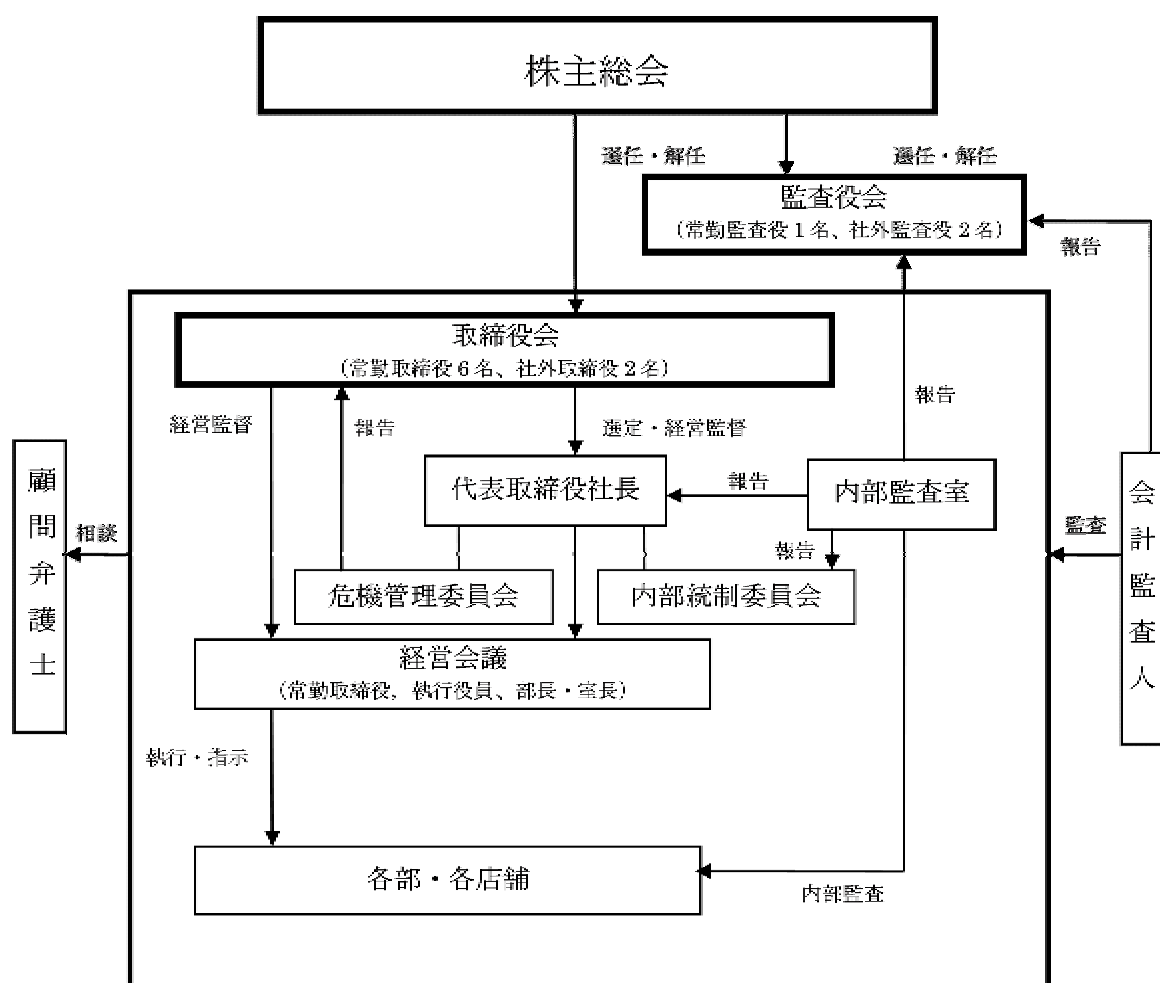 株主総会
選任・解任
選任・解任
監査役会
（常勤監査役１名、社外監査役２名）
報告
取締役会
（常勤取締役６名、社外取締役２名）
経営監督
報告
選定・経営監督
報告
代表取締役社長
報告
内部監査室
顧問弁護士
相談
監査
会計監査人
報告
危機管理委員会
内部統制委員会
経営会議
（常勤取締役，執行役員、部長・室長）
執行・指示
各部・各店舗
内部監査